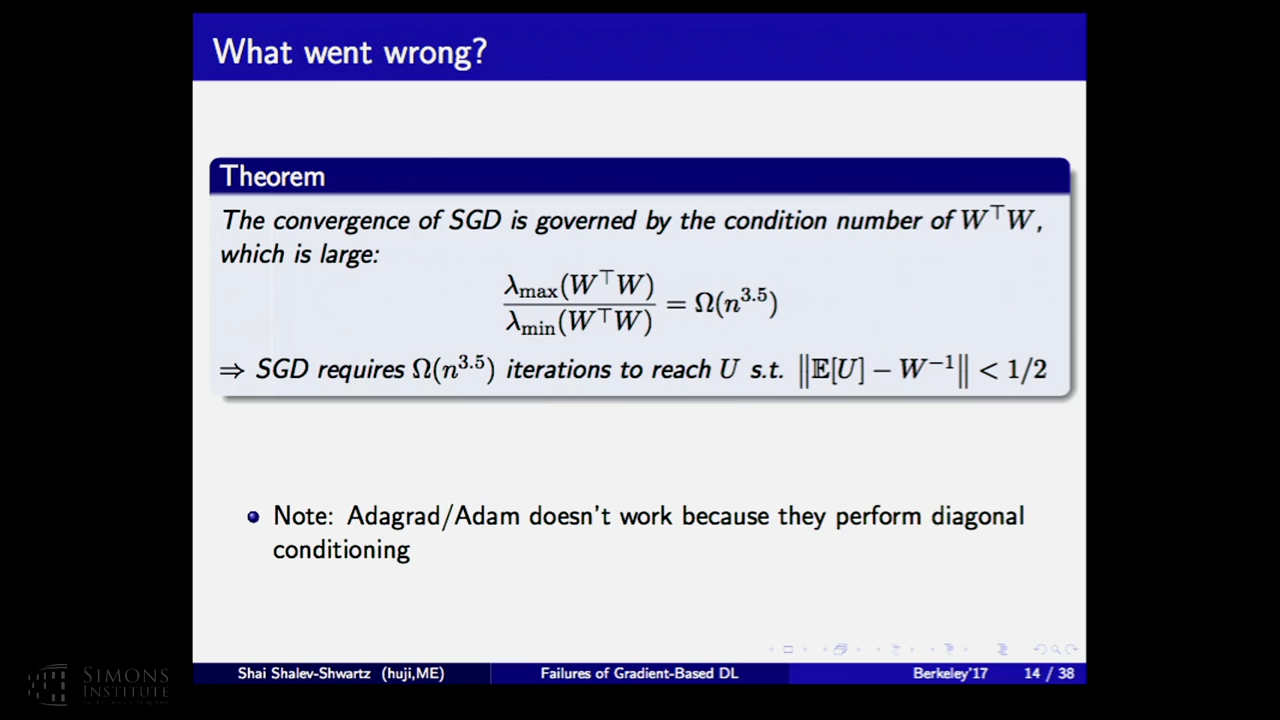 What went wrong?
Theorem
The convergence of SGD is governed by the condition number of W⊤W,
which is large:
λmax(W⊤W) / λmin(W⊤W) = Ω(n^3.5)
⇒ SGD requires Ω(n^3.5) iterations to reach U s.t. ‖𝔼[U] − W^−1‖ < 1/2
Note: Adagrad/Adam doesn't work because they perform diagonal
conditioning
Shai Shalev-Shwartz (huji,ME) Failures of Gradient-Based DL Berkeley'17 14 / 38
SIMONS
INSTITUTE